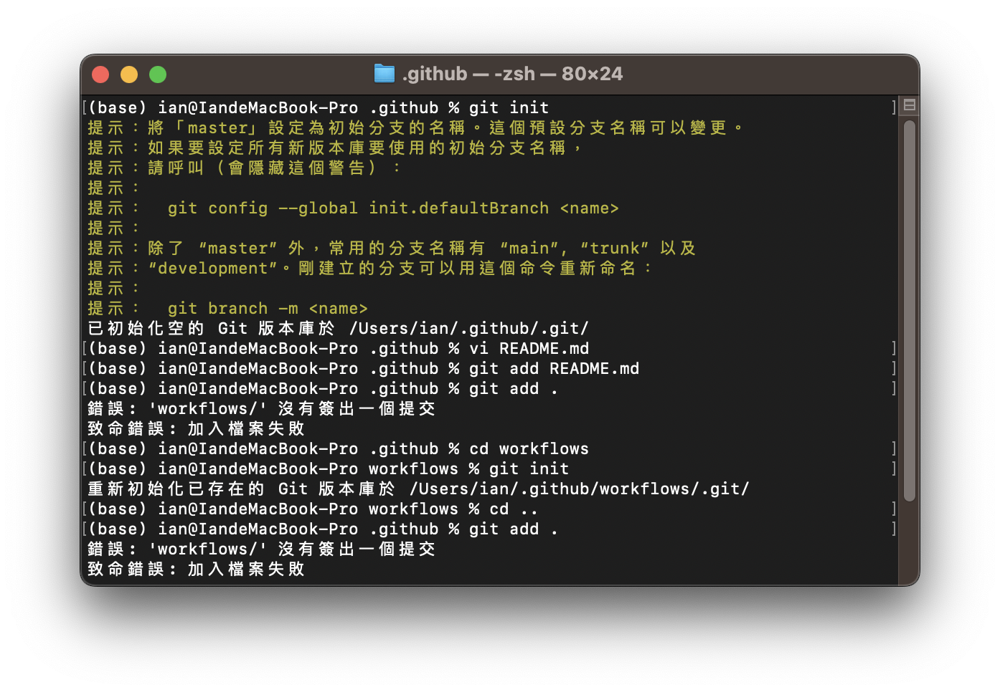 .github — -zsh — 80×24
[(base) ian@IandeMacBook-Pro .github % git init ]
提示：將「master」設定為初始分支的名稱。這個預設分支名稱可以變更。
提示：如果要設定所有新版本庫要使用的初始分支名稱，
提示：請呼叫（會隱藏這個警告）：
提示：
提示：  git config --global init.defaultBranch <name>
提示：
提示：除了 “master” 外，常用的分支名稱有 “main”, “trunk” 以及
提示：“development”。剛建立的分支可以用這個命令重新命名：
提示：
提示：  git branch -m <name>
已初始化空的 Git 版本庫於 /Users/ian/.github/.git/
[(base) ian@IandeMacBook-Pro .github % vi README.md ]
[(base) ian@IandeMacBook-Pro .github % git add README.md ]
[(base) ian@IandeMacBook-Pro .github % git add . ]
錯誤: 'workflows/' 沒有簽出一個提交
致命錯誤: 加入檔案失敗
[(base) ian@IandeMacBook-Pro .github % cd workflows ]
[(base) ian@IandeMacBook-Pro workflows % git init ]
重新初始化已存在的 Git 版本庫於 /Users/ian/.github/workflows/.git/
[(base) ian@IandeMacBook-Pro workflows % cd .. ]
[(base) ian@IandeMacBook-Pro .github % git add . ]
錯誤: 'workflows/' 沒有簽出一個提交
致命錯誤: 加入檔案失敗